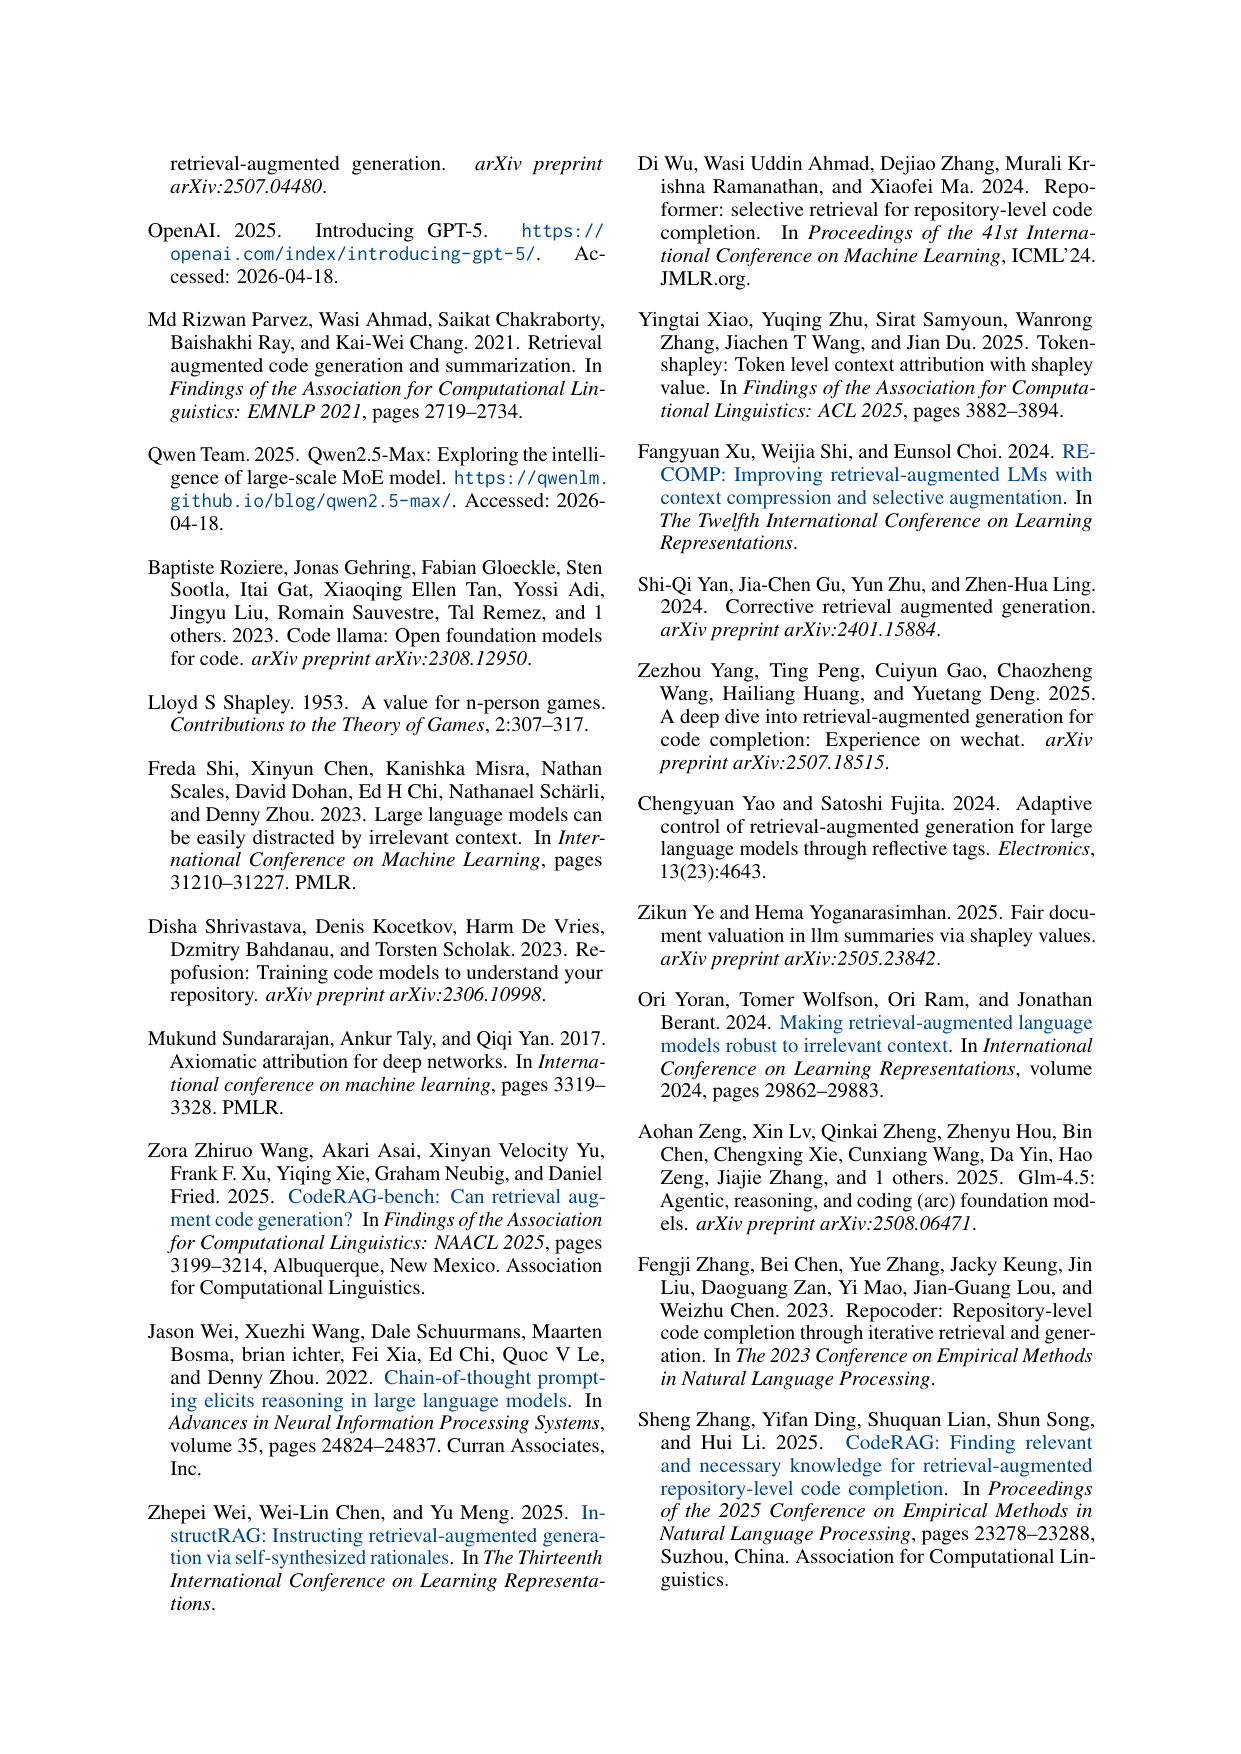 retrieval-augmented generation. arXiv preprint
arXiv:2507.04480.
OpenAI. 2025. Introducing GPT-5. https://
openai.com/index/introducing-gpt-5/. Ac-
cessed: 2026-04-18.
Md Rizwan Parvez, Wasi Ahmad, Saikat Chakraborty,
Baishakhi Ray, and Kai-Wei Chang. 2021. Retrieval
augmented code generation and summarization. In
Findings of the Association for Computational Lin-
guistics: EMNLP 2021, pages 2719–2734.
Qwen Team. 2025. Qwen2.5-Max: Exploring the intelli-
gence of large-scale MoE model. https://qwenlm.
github.io/blog/qwen2.5-max/. Accessed: 2026-
04-18.
Baptiste Roziere, Jonas Gehring, Fabian Gloeckle, Sten
Sootla, Itai Gat, Xiaoqing Ellen Tan, Yossi Adi,
Jingyu Liu, Romain Sauvestre, Tal Remez, and 1
others. 2023. Code llama: Open foundation models
for code. arXiv preprint arXiv:2308.12950.
Lloyd S Shapley. 1953. A value for n-person games.
Contributions to the Theory of Games, 2:307–317.
Freda Shi, Xinyun Chen, Kanishka Misra, Nathan
Scales, David Dohan, Ed H Chi, Nathanael Schärli,
and Denny Zhou. 2023. Large language models can
be easily distracted by irrelevant context. In Inter-
national Conference on Machine Learning, pages
31210–31227. PMLR.
Disha Shrivastava, Denis Kocetkov, Harm De Vries,
Dzmitry Bahdanau, and Torsten Scholak. 2023. Re-
pofusion: Training code models to understand your
repository. arXiv preprint arXiv:2306.10998.
Mukund Sundararajan, Ankur Taly, and Qiqi Yan. 2017.
Axiomatic attribution for deep networks. In Interna-
tional conference on machine learning, pages 3319–
3328. PMLR.
Zora Zhiruo Wang, Akari Asai, Xinyan Velocity Yu,
Frank F. Xu, Yiqing Xie, Graham Neubig, and Daniel
Fried. 2025. CodeRAG-bench: Can retrieval aug-
ment code generation? In Findings of the Association
for Computational Linguistics: NAACL 2025, pages
3199–3214, Albuquerque, New Mexico. Association
for Computational Linguistics.
Jason Wei, Xuezhi Wang, Dale Schuurmans, Maarten
Bosma, brian ichter, Fei Xia, Ed Chi, Quoc V Le,
and Denny Zhou. 2022. Chain-of-thought prompt-
ing elicits reasoning in large language models. In
Advances in Neural Information Processing Systems,
volume 35, pages 24824–24837. Curran Associates,
Inc.
Zhepei Wei, Wei-Lin Chen, and Yu Meng. 2025. In-
structRAG: Instructing retrieval-augmented genera-
tion via self-synthesized rationales. In The Thirteenth
International Conference on Learning Representa-
tions.
Di Wu, Wasi Uddin Ahmad, Dejiao Zhang, Murali Kr-
ishna Ramanathan, and Xiaofei Ma. 2024. Repo-
former: selective retrieval for repository-level code
completion. In Proceedings of the 41st Interna-
tional Conference on Machine Learning, ICML'24.
JMLR.org.
Yingtai Xiao, Yuqing Zhu, Sirat Samyoun, Wanrong
Zhang, Jiachen T Wang, and Jian Du. 2025. Token-
shapley: Token level context attribution with shapley
value. In Findings of the Association for Computa-
tional Linguistics: ACL 2025, pages 3882–3894.
Fangyuan Xu, Weijia Shi, and Eunsol Choi. 2024. RE-
COMP: Improving retrieval-augmented LMs with
context compression and selective augmentation. In
The Twelfth International Conference on Learning
Representations.
Shi-Qi Yan, Jia-Chen Gu, Yun Zhu, and Zhen-Hua Ling.
2024. Corrective retrieval augmented generation.
arXiv preprint arXiv:2401.15884.
Zezhou Yang, Ting Peng, Cuiyun Gao, Chaozheng
Wang, Hailiang Huang, and Yuetang Deng. 2025.
A deep dive into retrieval-augmented generation for
code completion: Experience on wechat. arXiv
preprint arXiv:2507.18515.
Chengyuan Yao and Satoshi Fujita. 2024. Adaptive
control of retrieval-augmented generation for large
language models through reflective tags. Electronics,
13(23):4643.
Zikun Ye and Hema Yoganarasimhan. 2025. Fair docu-
ment valuation in llm summaries via shapley values.
arXiv preprint arXiv:2505.23842.
Ori Yoran, Tomer Wolfson, Ori Ram, and Jonathan
Berant. 2024. Making retrieval-augmented language
models robust to irrelevant context. In International
Conference on Learning Representations, volume
2024, pages 29862–29883.
Aohan Zeng, Xin Lv, Qinkai Zheng, Zhenyu Hou, Bin
Chen, Chengxing Xie, Cunxiang Wang, Da Yin, Hao
Zeng, Jiajie Zhang, and 1 others. 2025. Glm-4.5:
Agentic, reasoning, and coding (arc) foundation mod-
els. arXiv preprint arXiv:2508.06471.
Fengji Zhang, Bei Chen, Yue Zhang, Jacky Keung, Jin
Liu, Daoguang Zan, Yi Mao, Jian-Guang Lou, and
Weizhu Chen. 2023. Repocoder: Repository-level
code completion through iterative retrieval and gener-
ation. In The 2023 Conference on Empirical Methods
in Natural Language Processing.
Sheng Zhang, Yifan Ding, Shuquan Lian, Shun Song,
and Hui Li. 2025. CodeRAG: Finding relevant
and necessary knowledge for retrieval-augmented
repository-level code completion. In Proceedings
of the 2025 Conference on Empirical Methods in
Natural Language Processing, pages 23278–23288,
Suzhou, China. Association for Computational Lin-
guistics.